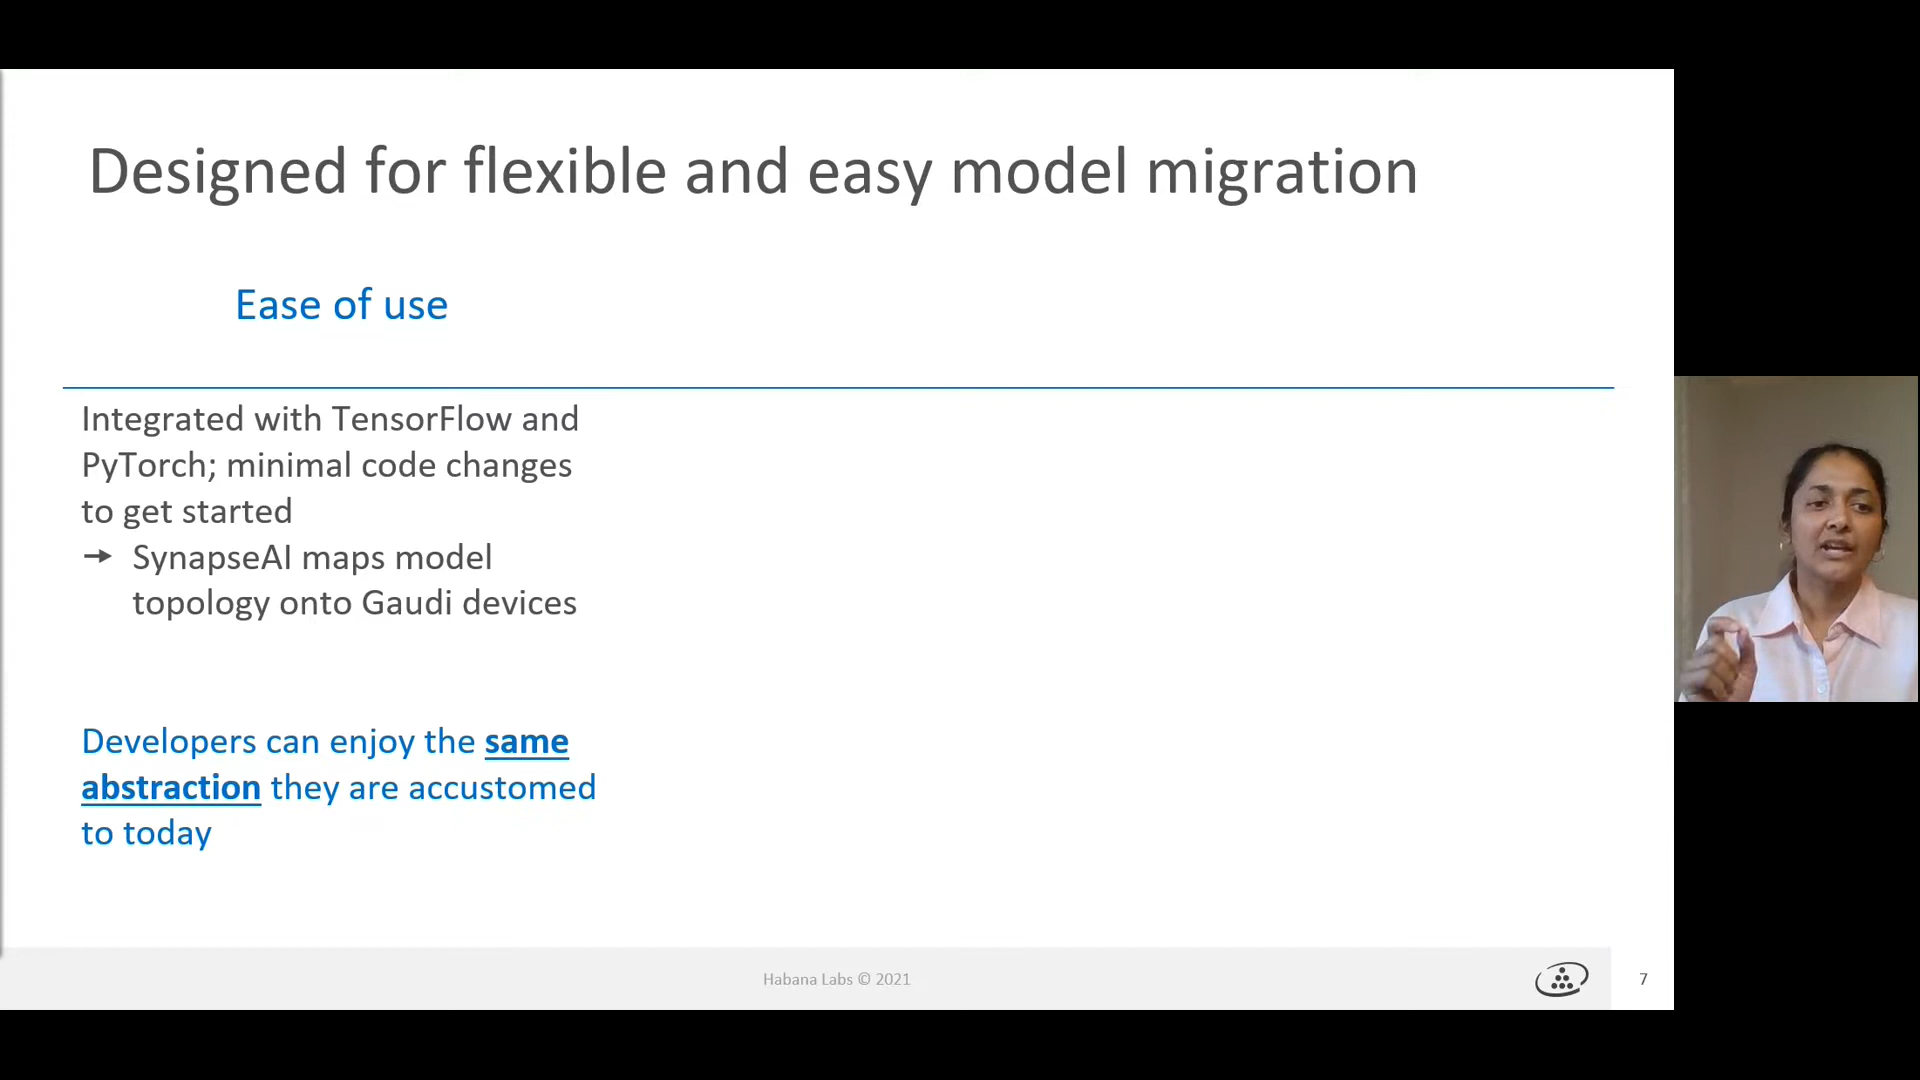 Designed for flexible and easy model migration
Ease of use
Integrated with TensorFlow and
PyTorch; minimal code changes
to get started
→ SynapseAI maps model
topology onto Gaudi devices
Developers can enjoy the same
abstraction they are accustomed
to today
Habana Labs © 2021
7